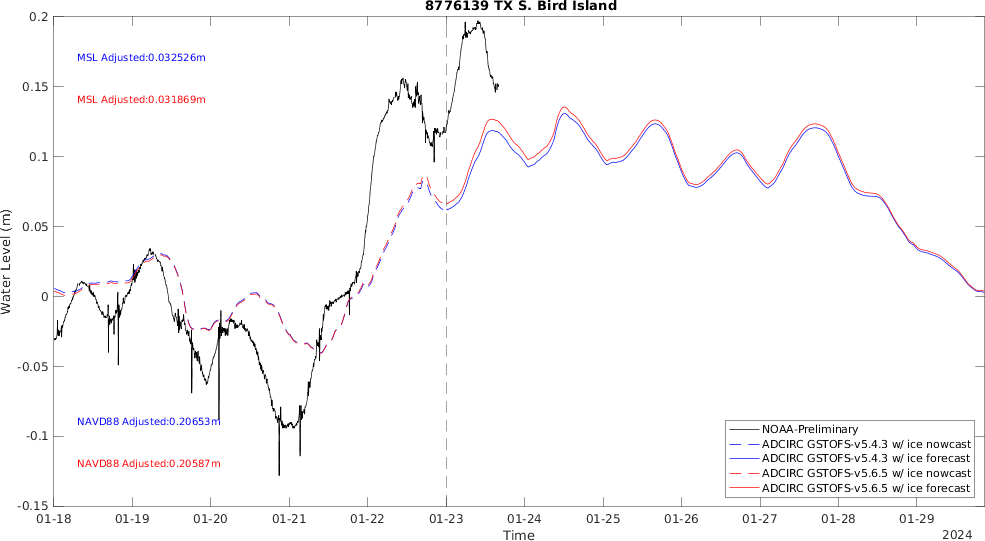 8776139 TX S. Bird Island
0.2
0.15
0.1
0.05
0
-0.05
-0.1
-0.15
Water Level (m)
MSL Adjusted:0.032526m
MSL Adjusted:0.031869m
NAVD88 Adjusted:0.20653m
NAVD88 Adjusted:0.20587m
NOAA-Preliminary
ADCIRC GSTOFS-v5.4.3 w/ ice nowcast
ADCIRC GSTOFS-v5.4.3 w/ ice forecast
ADCIRC GSTOFS-v5.6.5 w/ ice nowcast
ADCIRC GSTOFS-v5.6.5 w/ ice forecast
01-18 01-19 01-20 01-21 01-22 01-23 01-24 01-25 01-26 01-27 01-28 01-29
Time
2024